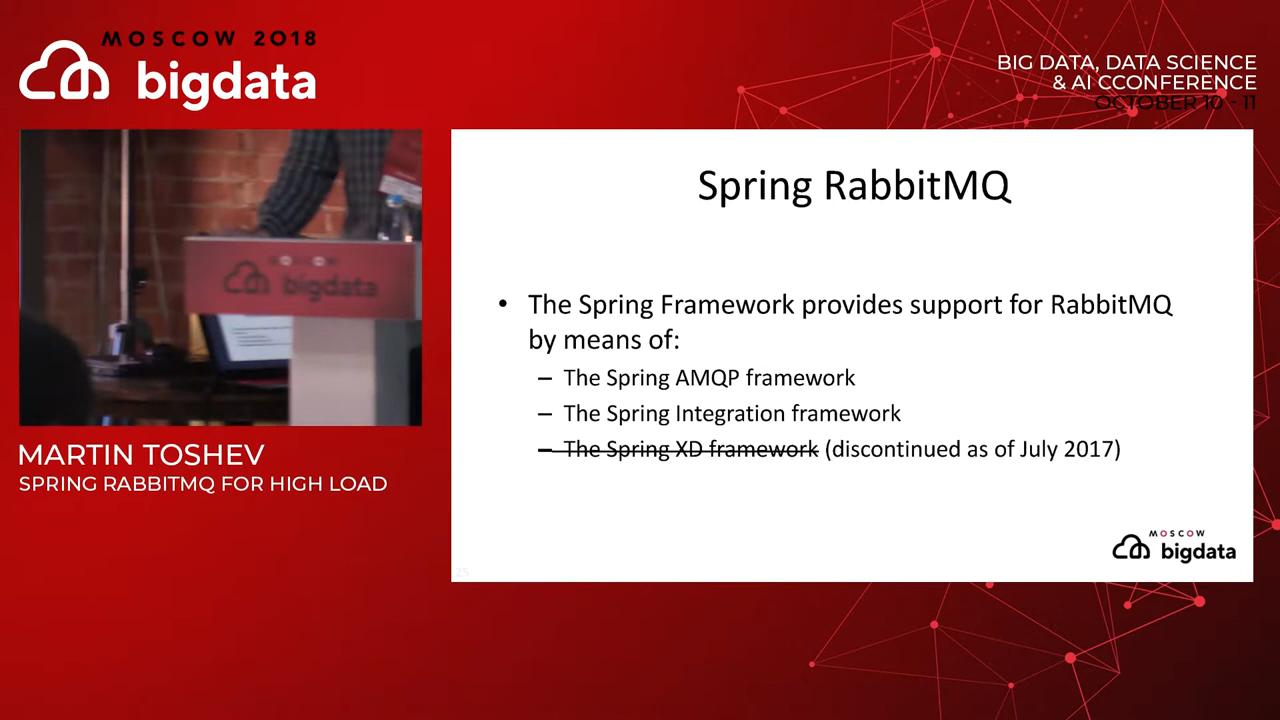 MOSCOW 2018
bigdata
BIG DATA, DATA SCIENCE
& AI CCONFERENCE
OCTOBER 10 - 11
bigdata
MARTIN TOSHEV
SPRING RABBITMQ FOR HIGH LOAD
Spring RabbitMQ
• The Spring Framework provides support for RabbitMQ
by means of:
– The Spring AMQP framework
– The Spring Integration framework
– The Spring XD framework (discontinued as of July 2017)
25
MOSCOW
bigdata